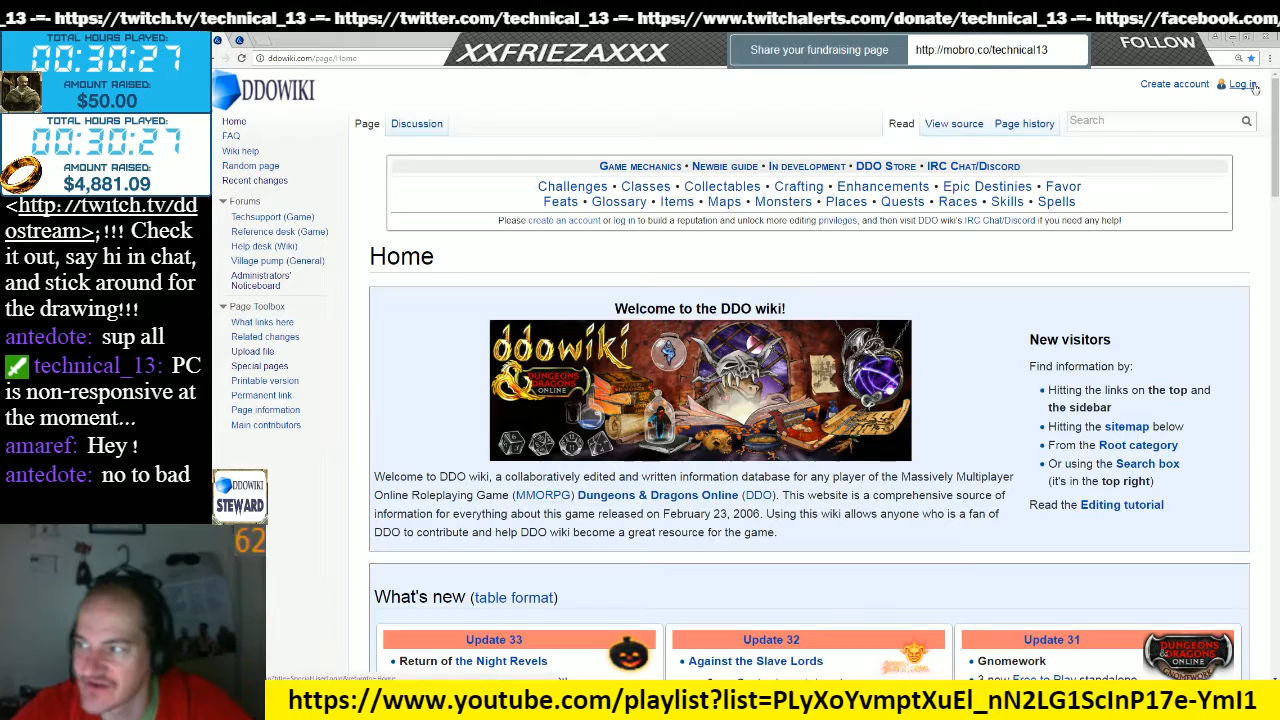 _13 -=- https://twitch.tv/technical_13 -=- https://twitter.com/technical_13 -=- https://www.twitchalerts.com/donate/technical_13 -=- https://facebook.com
TOTAL HOURS PLAYED:
00:30:27
AMOUNT RAISED:
$50.00
TOTAL HOURS PLAYED:
00:30:27
AMOUNT RAISED:
$4,881.09
<http://twitch.tv/dd
ostream>;!!! Check
it out, say hi in chat,
and stick around for
the drawing!!!
antedote: sup all
technical_13: PC
is non-responsive at
the moment...
amaref: Hey !
antedote: no to bad
DDOWIKI
STEWARD
62
XXFRIEZAXXX
Share your fundraising page
http://mobro.co/technical13
FOLLOW
ddowiki.com/page/Home
DDOWIKI
Create account
Log in
Home
FAQ
Wiki help
Random page
Recent changes
Forums
Techsupport (Game)
Reference desk (Game)
Help desk (Wiki)
Village pump (General)
Administrators'
Noticeboard
Page Toolbox
What links here
Related changes
Upload file
Special pages
Printable version
Permanent link
Page information
Main contributors
Page Discussion
Read View source Page history
Search
Game mechanics • Newbie guide • In development • DDO Store • IRC Chat/Discord
Challenges • Classes • Collectables • Crafting • Enhancements • Epic Destinies • Favor
Feats • Glossary • Items • Maps • Monsters • Places • Quests • Races • Skills • Spells
Please create an account or log in to build a reputation and unlock more editing privileges, and then visit DDO wiki's IRC Chat/Discord if you need any help!
Home
Welcome to the DDO wiki!
ddowiki
DUNGEONS & DRAGONS
ONLINE
Welcome to DDO wiki, a collaboratively edited and written information database for any player of the Massively Multiplayer
Online Roleplaying Game (MMORPG) Dungeons & Dragons Online (DDO). This website is a comprehensive source of
information for everything about this game released on February 23, 2006. Using this wiki allows anyone who is a fan of
DDO to contribute and help DDO wiki become a great resource for the game.
New visitors
Find information by:
• Hitting the links on the top and
the sidebar
• Hitting the sitemap below
• From the Root category
• Or using the Search box
(it's in the top right)
Read the Editing tutorial
What's new (table format)
Update 33
• Return of the Night Revels
Update 32
• Against the Slave Lords
Update 31
• Gnomework
DUNGEONS & DRAGONS
ONLINE
https://www.youtube.com/playlist?list=PLyXoYvmptXuEl_nN2LG1ScInP17e-YmI1